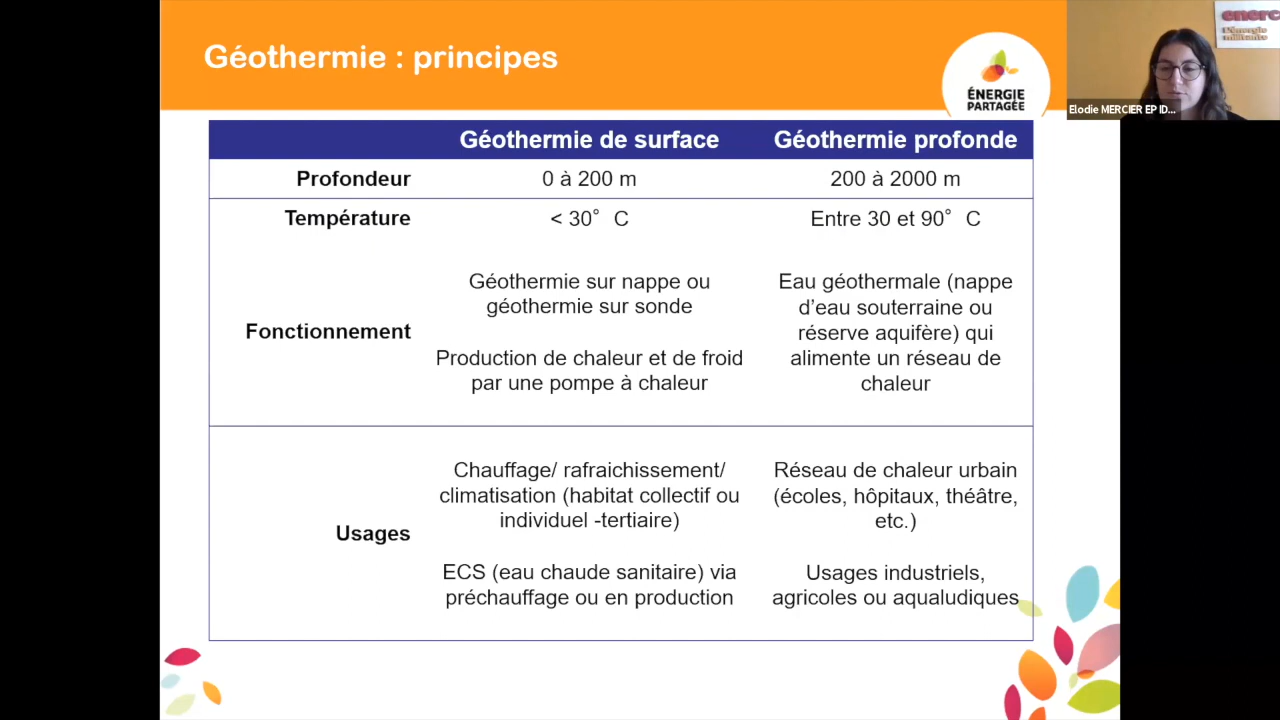 Géothermie : principes
ÉNERGIE
PARTAGÉE
enerc
L'énergie
militante
Elodie MERCIER EP ID...
Géothermie de surface
Géothermie profonde
Profondeur
0 à 200 m
200 à 2000 m
Température
< 30° C
Entre 30 et 90° C
Fonctionnement
Géothermie sur nappe ou
géothermie sur sonde
Production de chaleur et de froid
par une pompe à chaleur
Eau géothermale (nappe
d'eau souterraine ou
réserve aquifère) qui
alimente un réseau de
chaleur
Usages
Chauffage/ rafraichissement/
climatisation (habitat collectif ou
individuel -tertiaire)
ECS (eau chaude sanitaire) via
préchauffage ou en production
Réseau de chaleur urbain
(écoles, hôpitaux, théâtre,
etc.)
Usages industriels,
agricoles ou aqualudiques